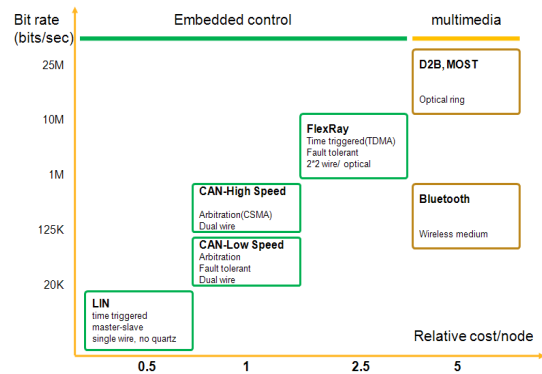 Bit rate
(bits/sec)
Embedded control
multimedia
25M
D2B, MOST
Optical ring
10M
FlexRay
Time triggered(TDMA)
Fault tolerant
2*2 wire/ optical
1M
CAN-High Speed
Arbitration(CSMA)
Dual wire
Bluetooth
Wireless medium
125K
CAN-Low Speed
Arbitration
Fault tolerant
Dual wire
20K
LIN
time triggered
master-slave
single wire, no quartz
Relative cost/node
0.5
1
2.5
5